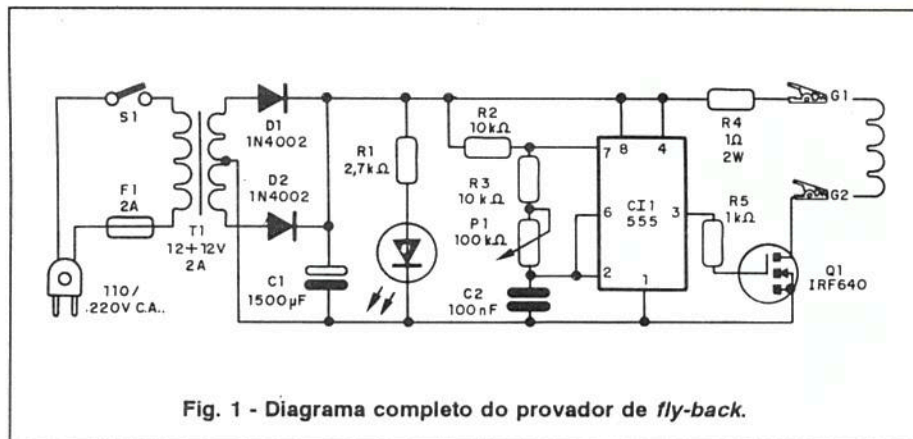 S1
F1
2A
110/
220V C.A..
T1
12+12V
2A
D1
1N4002
D2
1N4002
C1
1500µF
R1
2,7kΩ
R2
10kΩ
R3
10kΩ
P1
100kΩ
C2
100nF
7
8
4
6
2
3
1
CI1
555
R4
1Ω
2W
R5
1kΩ
G1
G2
Q1
IRF640
Fig. 1 - Diagrama completo do provador de fly-back.